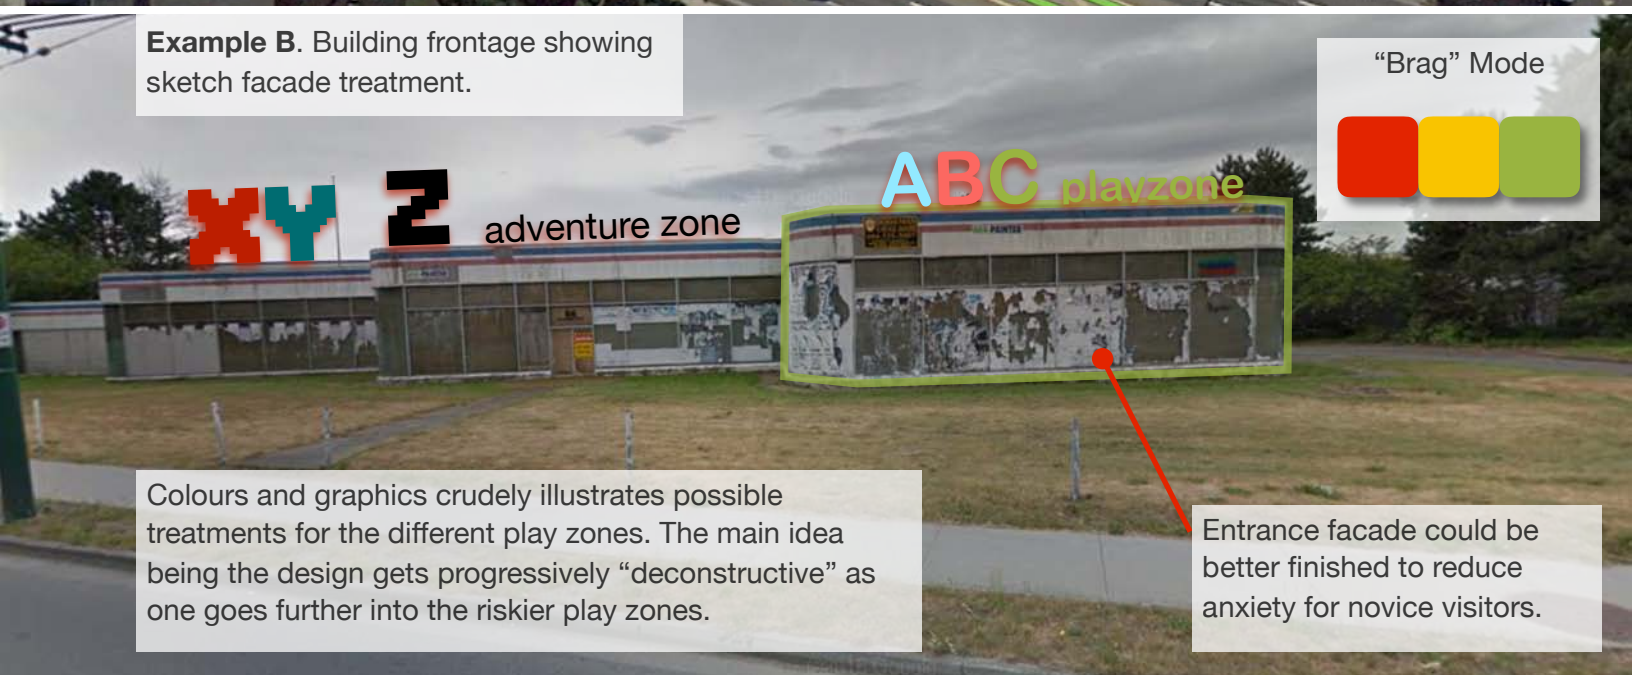 Example B. Building frontage showing
sketch facade treatment.
“Brag” Mode
XYZ adventure zone
ABC playzone
PAINTER
Colours and graphics crudely illustrates possible
treatments for the different play zones. The main idea
being the design gets progressively “deconstructive” as
one goes further into the riskier play zones.
Entrance facade could be
better finished to reduce
anxiety for novice visitors.